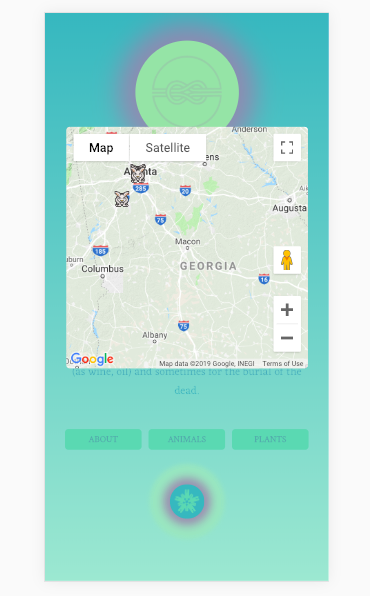 Anderson
Map
Satellite
ens
Atlanta
285
20
75
Augusta
Macon
185
burn
Columbus
GEORGIA
16
75
Albany
Google
Map data ©2019 Google, INEGI
Terms of Use
(as wine, oil) and sometimes for the burial of the
dead.
ABOUT
ANIMALS
PLANTS